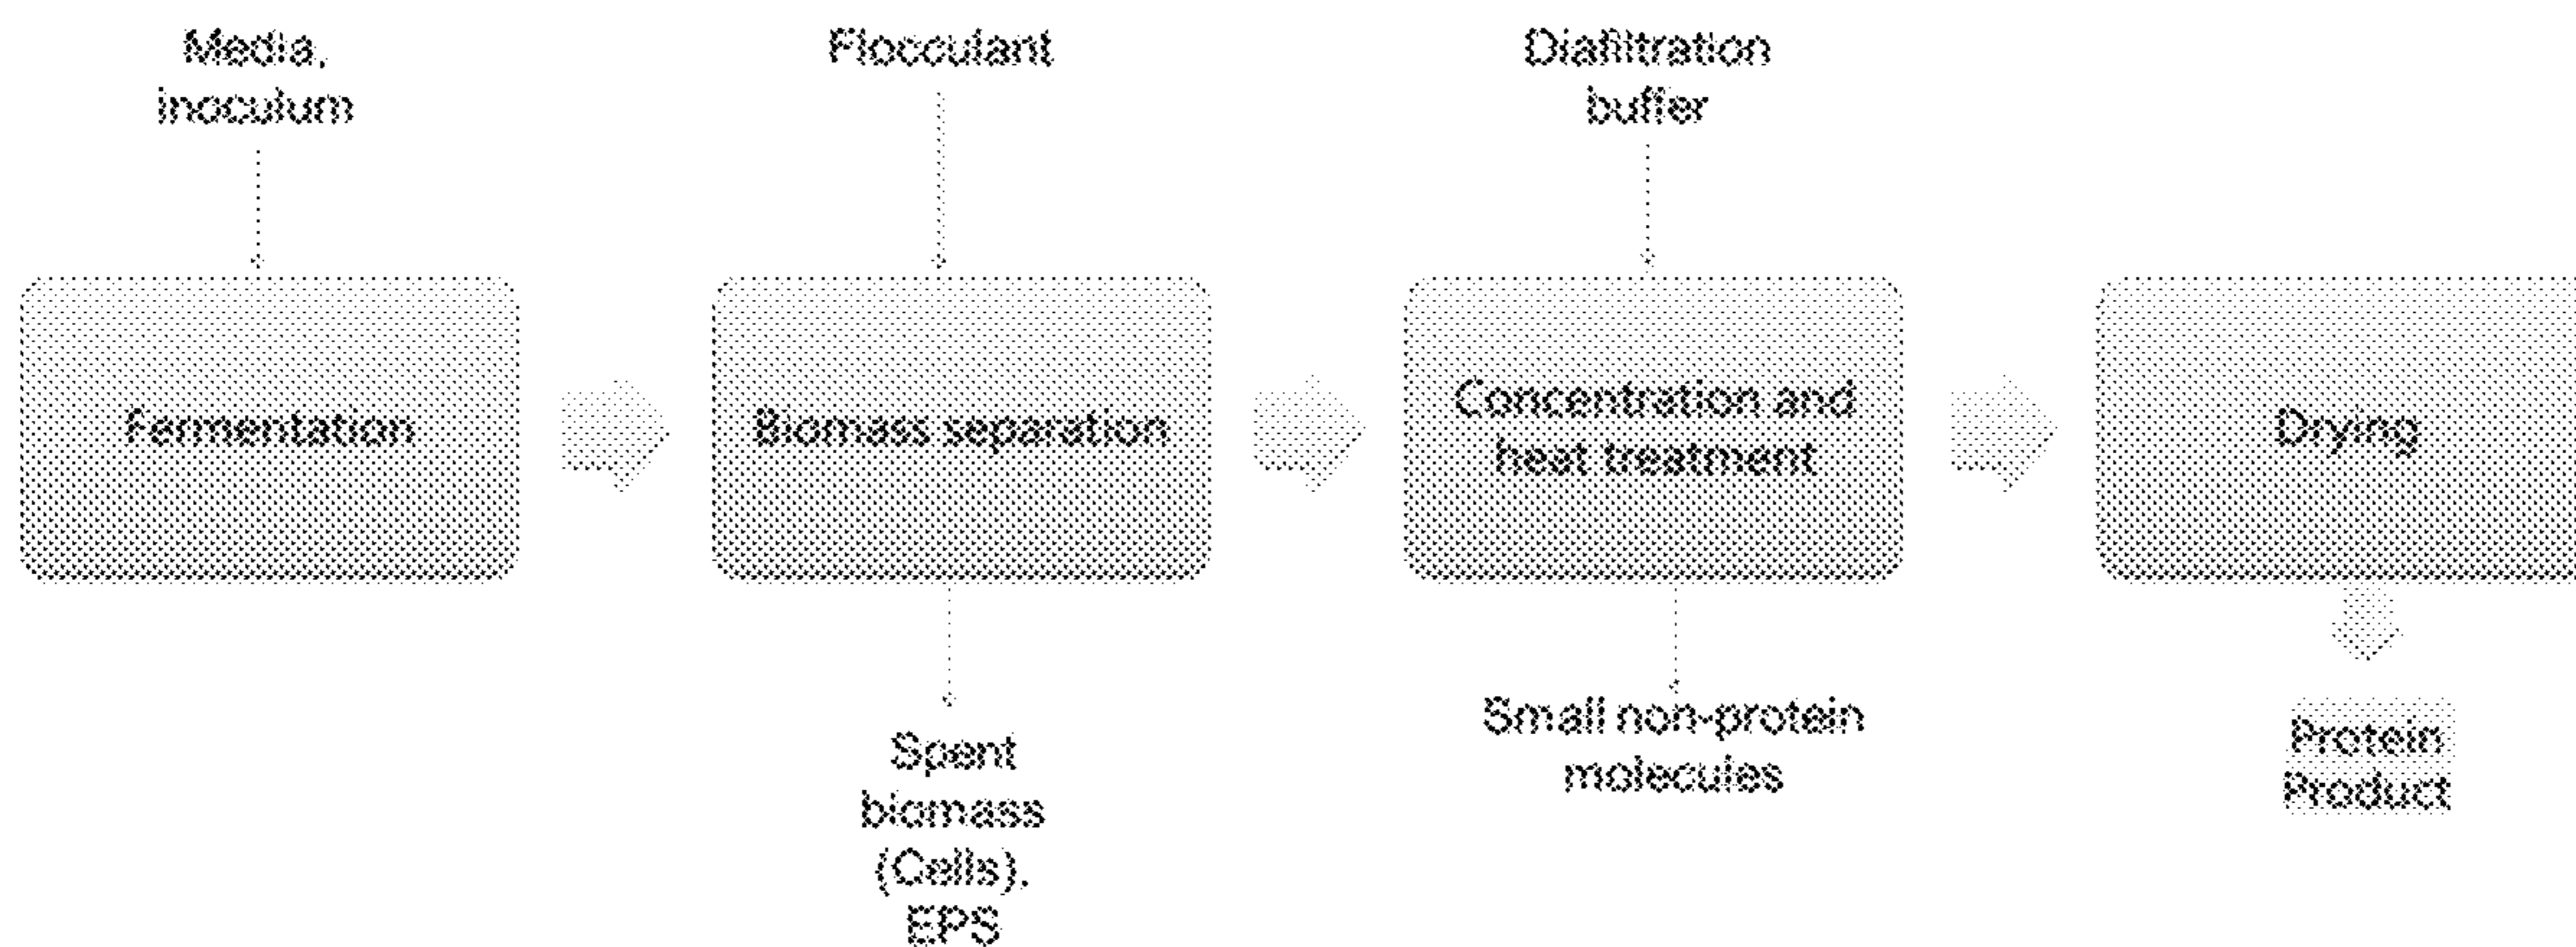 Media,
inoculum
Flocculant
Diafiltration
buffer
Fermentation
Biomass separation
Concentration and
heat treatment
Drying
Spent
biomass
(Cells),
EPS
Small non-protein
molecules
Protein
Product